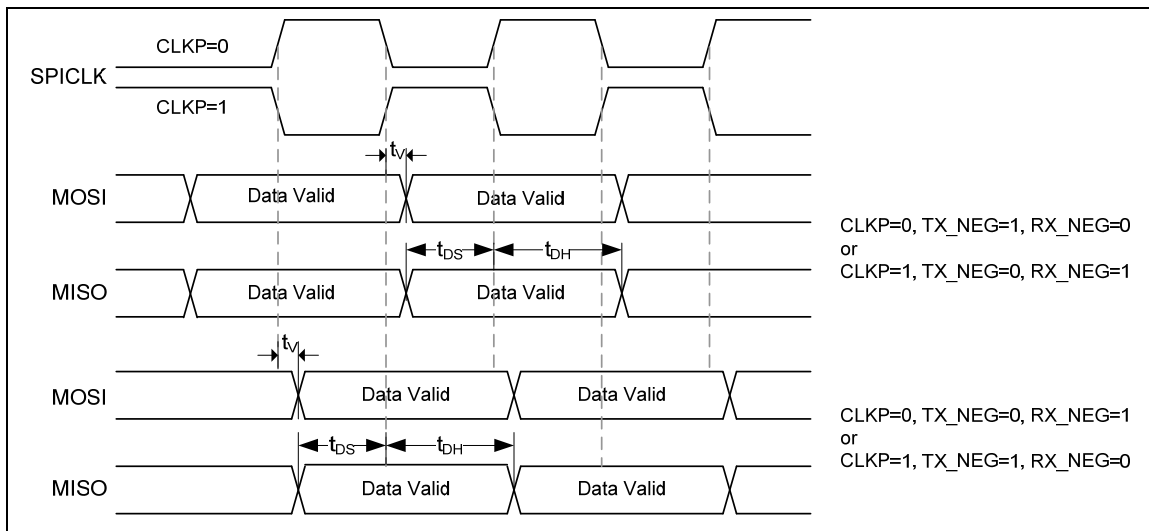 CLKP=0
SPICLK
CLKP=1
tV
MOSI
Data Valid
Data Valid
CLKP=0, TX_NEG=1, RX_NEG=0
or
CLKP=1, TX_NEG=0, RX_NEG=1
tDS
tDH
MISO
Data Valid
Data Valid
tV
MOSI
Data Valid
Data Valid
CLKP=0, TX_NEG=0, RX_NEG=1
or
CLKP=1, TX_NEG=1, RX_NEG=0
tDS
tDH
MISO
Data Valid
Data Valid